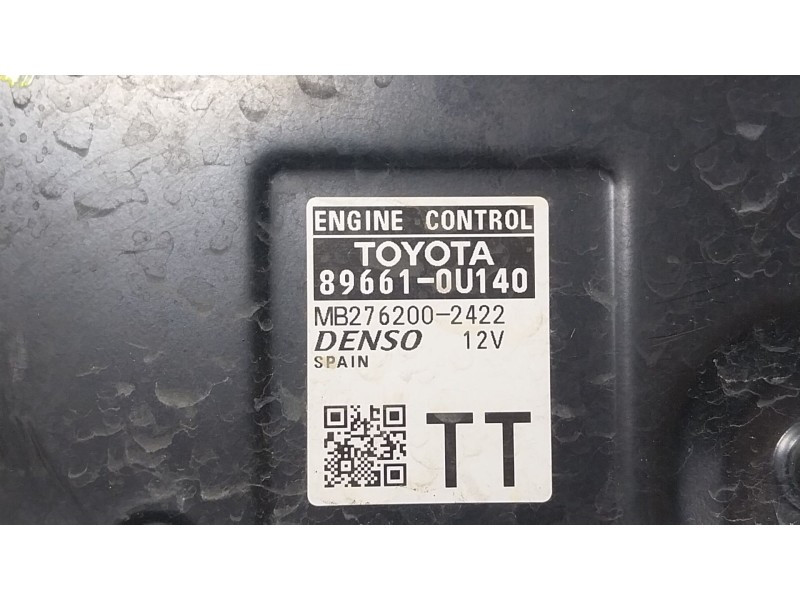 ENGINE CONTROL
TOYOTA
89661-0U140
MB276200-2422
DENSO 12V
SPAIN
TT